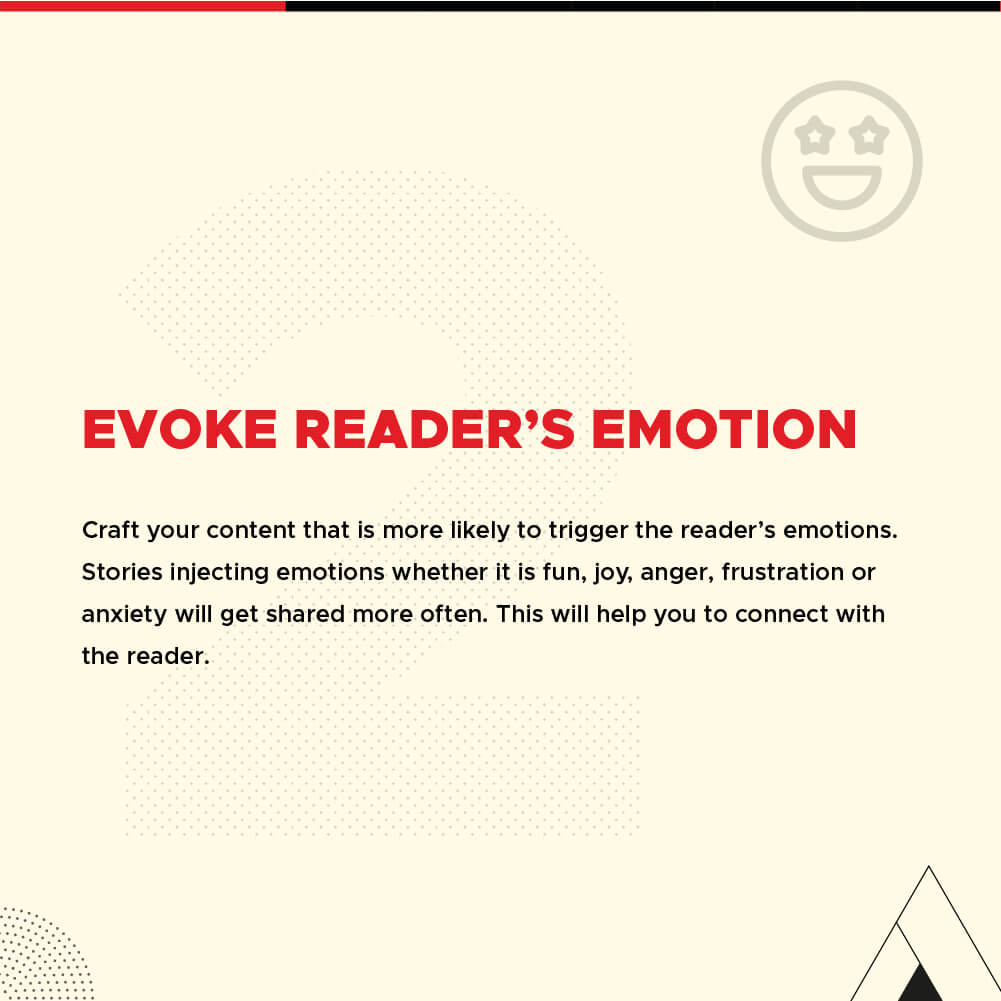 2
EVOKE READER’S EMOTION
Craft your content that is more likely to trigger the reader’s emotions.
Stories injecting emotions whether it is fun, joy, anger, frustration or
anxiety will get shared more often. This will help you to connect with
the reader.